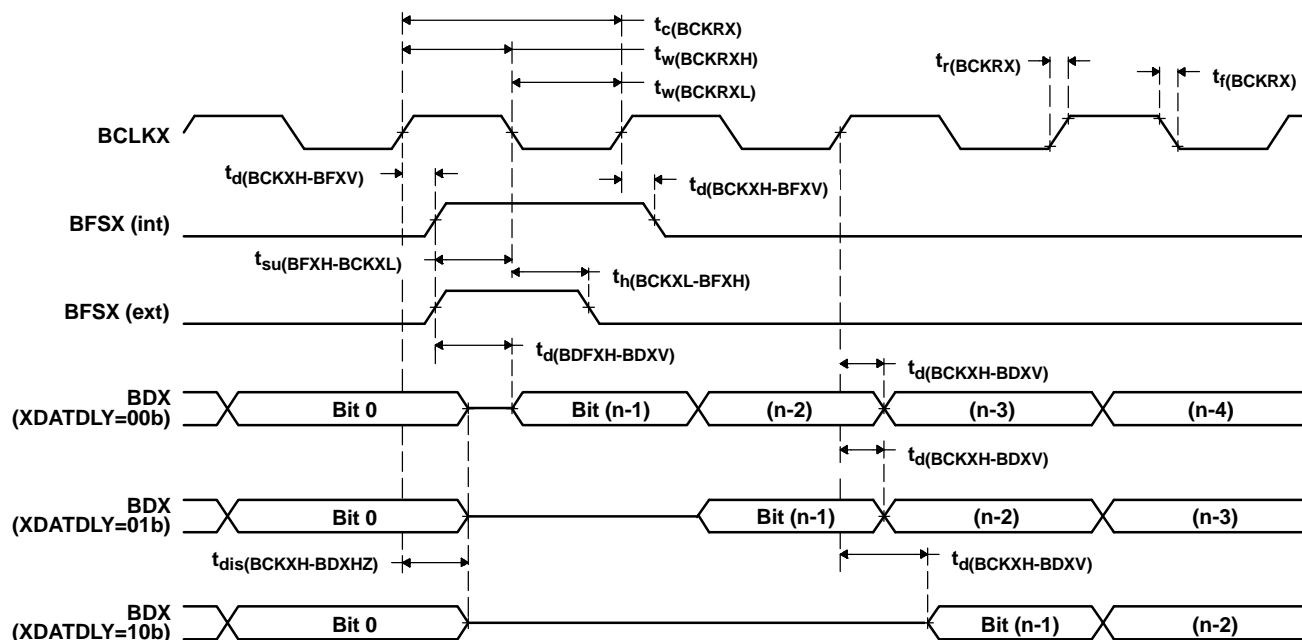 tc(BCKRX)
tw(BCKRXH)
tr(BCKRX)
tf(BCKRX)
tw(BCKRXL)
BCLKX
td(BCKXH-BFXV)
td(BCKXH-BFXV)
BFSX (int)
tsu(BFXH-BCKXL)
th(BCKXL-BFXH)
BFSX (ext)
td(BDFXH-BDXV)
td(BCKXH-BDXV)
BDX
(XDATDLY=00b)
Bit 0
Bit (n-1)
(n-2)
(n-3)
(n-4)
td(BCKXH-BDXV)
BDX
(XDATDLY=01b)
Bit 0
Bit (n-1)
(n-2)
(n-3)
tdis(BCKXH-BDXHZ)
td(BCKXH-BDXV)
BDX
(XDATDLY=10b)
Bit 0
Bit (n-1)
(n-2)